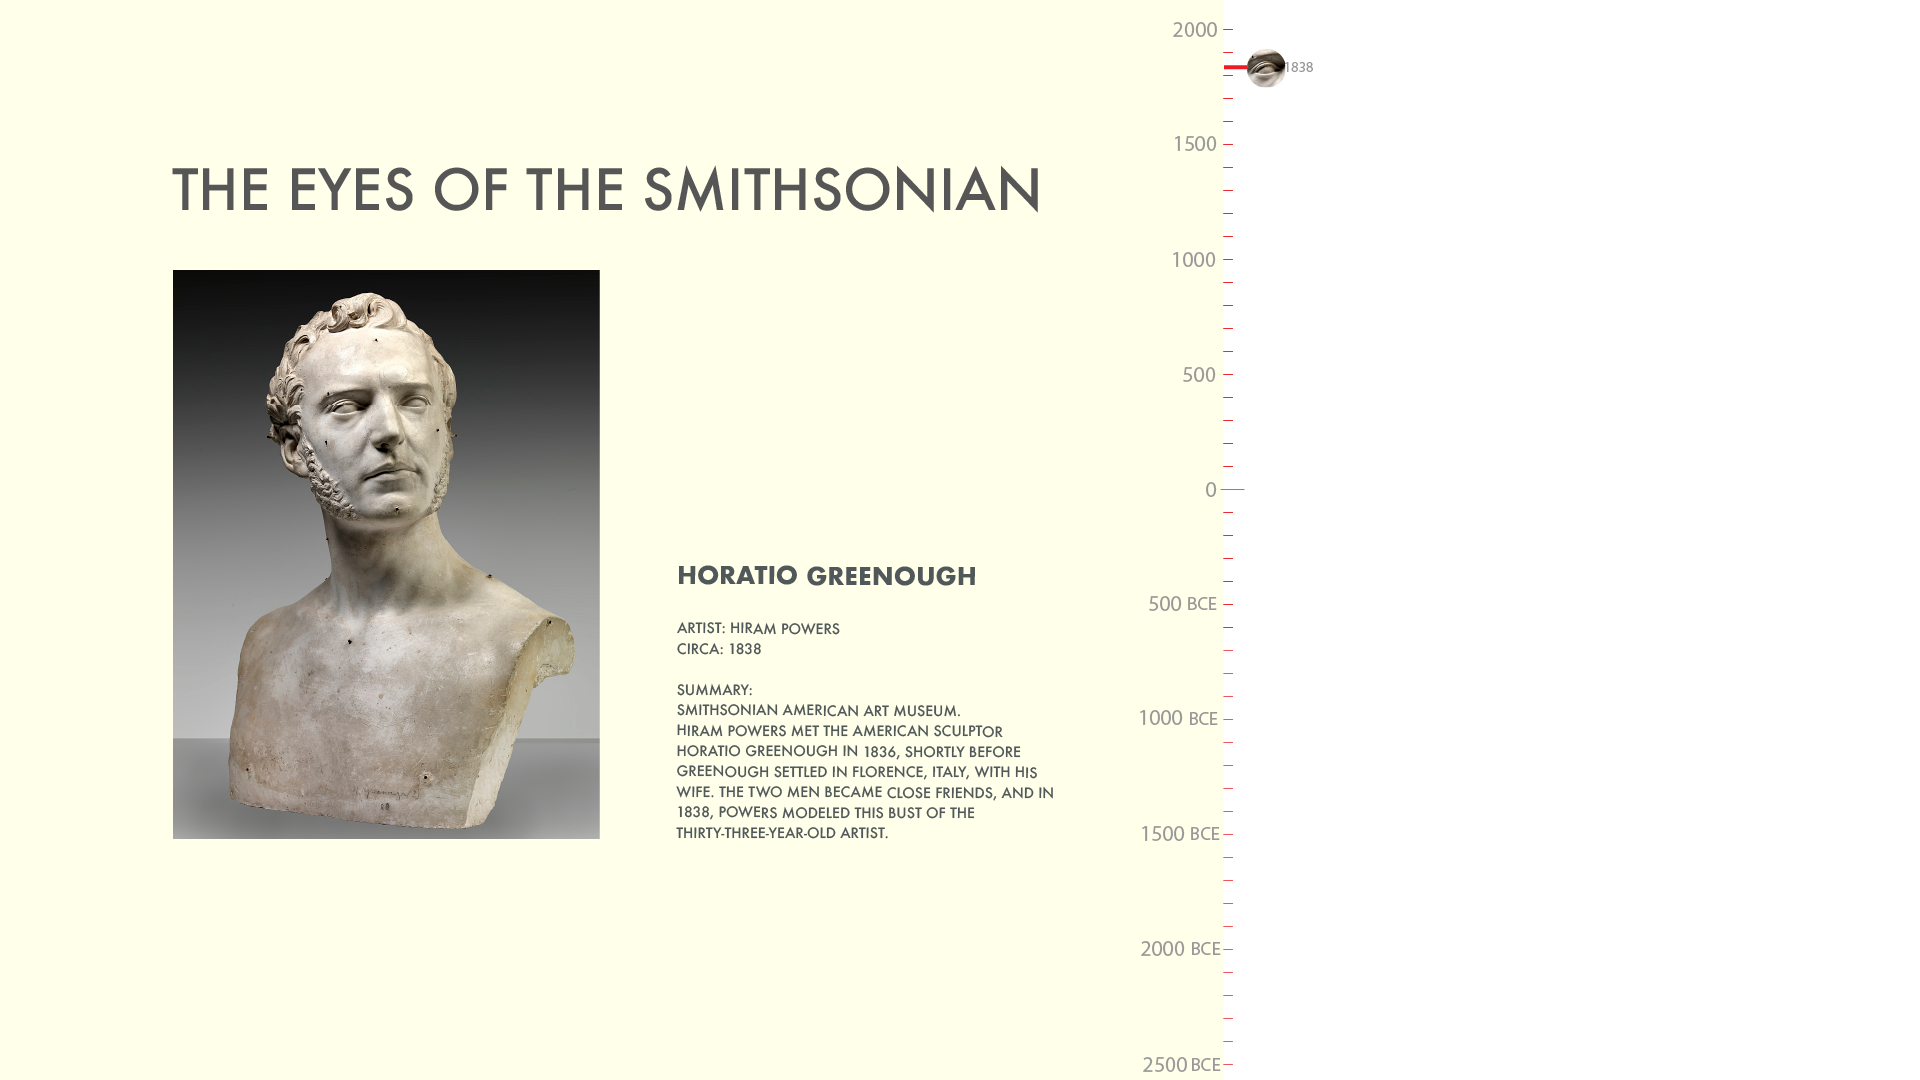 THE EYES OF THE SMITHSONIAN
HORATIO GREENOUGH
ARTIST: HIRAM POWERS
CIRCA: 1838
SUMMARY:
SMITHSONIAN AMERICAN ART MUSEUM.
HIRAM POWERS MET THE AMERICAN SCULPTOR
HORATIO GREENOUGH IN 1836, SHORTLY BEFORE
GREENOUGH SETTLED IN FLORENCE, ITALY, WITH HIS
WIFE. THE TWO MEN BECAME CLOSE FRIENDS, AND IN
1838, POWERS MODELED THIS BUST OF THE
THIRTY-THREE-YEAR-OLD ARTIST.
2000
1838
1500
1000
500
0
500 BCE
1000 BCE
1500 BCE
2000 BCE
2500 BCE